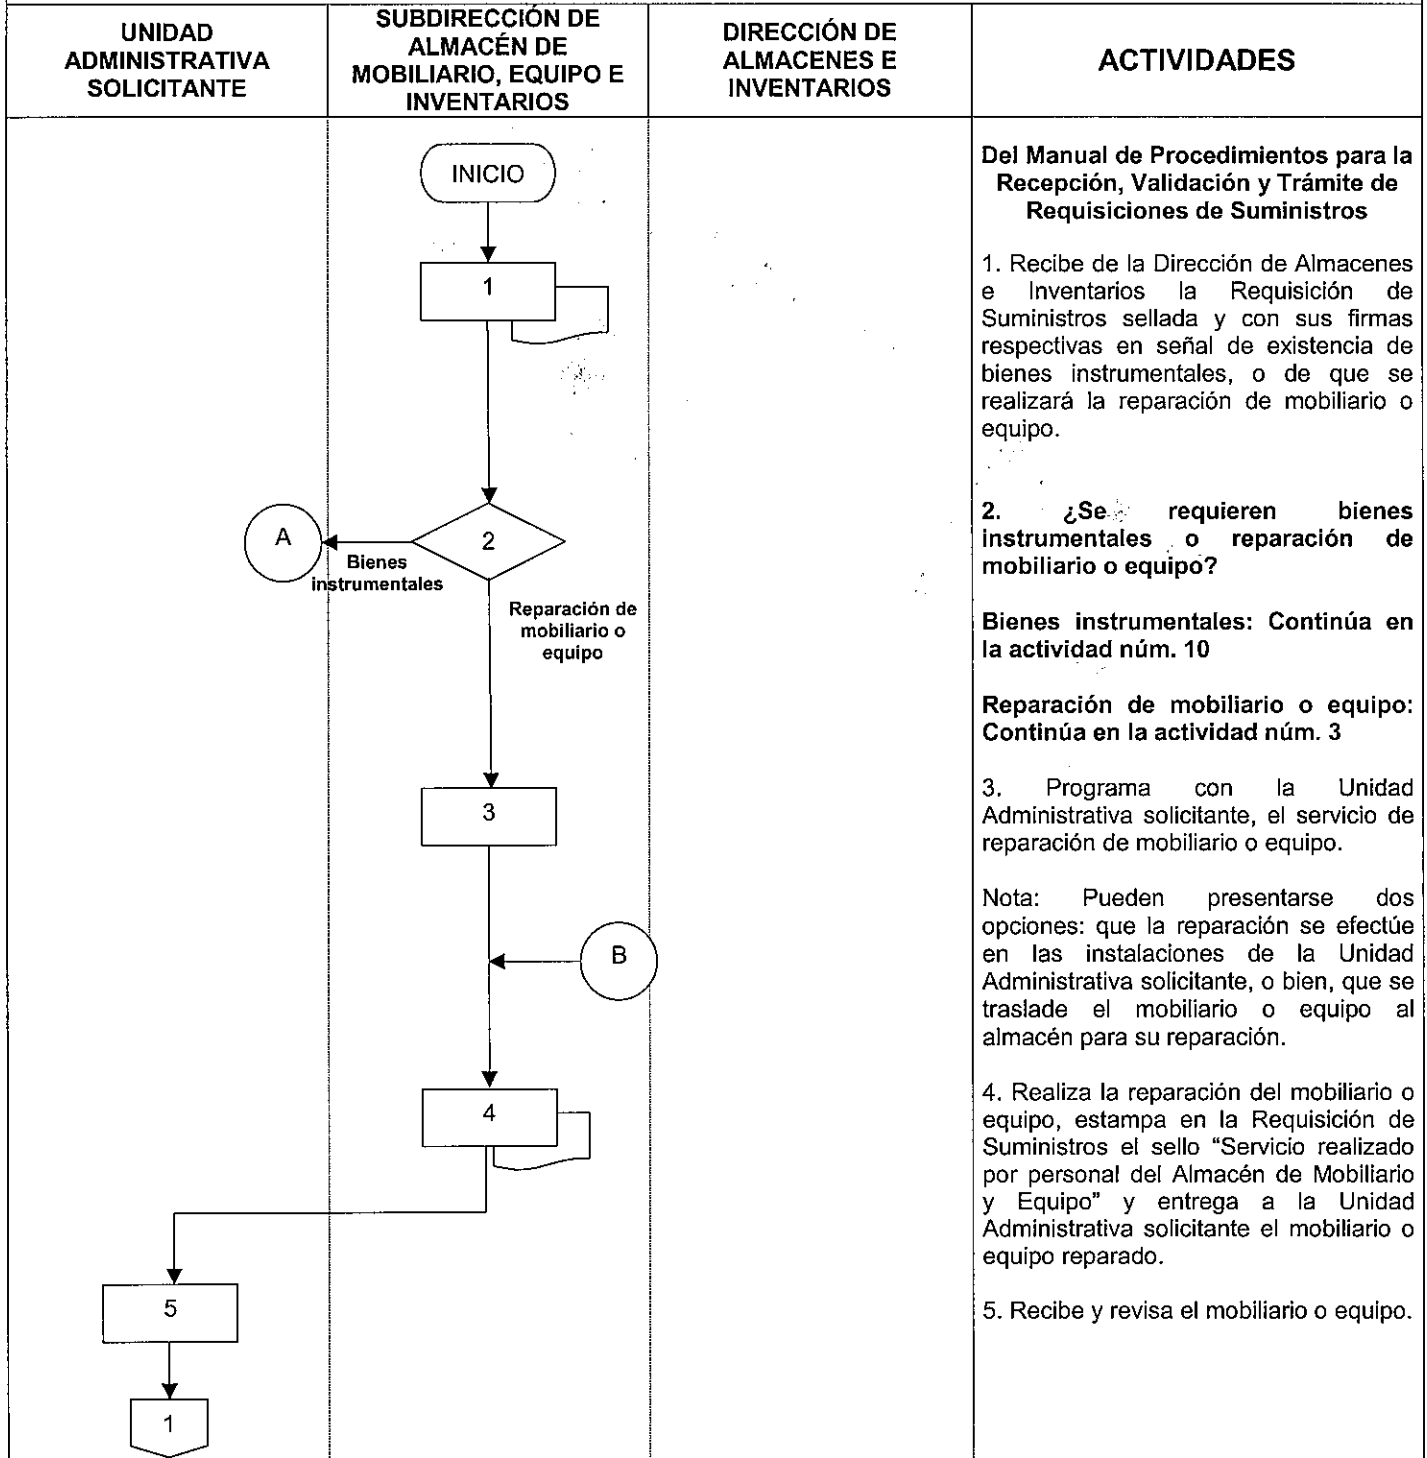 UNIDAD
ADMINISTRATIVA
SOLICITANTE
SUBDIRECCIÓN DE
ALMACÉN DE
MOBILIARIO, EQUIPO E
INVENTARIOS
DIRECCIÓN DE
ALMACENES E
INVENTARIOS
ACTIVIDADES
INICIO
1
A
2
Bienes
instrumentales
Reparación de
mobiliario o
equipo
3
B
4
5
1
Del Manual de Procedimientos para la
Recepción, Validación y Trámite de
Requisiciones de Suministros
1. Recibe de la Dirección de Almacenes
e Inventarios la Requisición de
Suministros sellada y con sus firmas
respectivas en señal de existencia de
bienes instrumentales, o de que se
realizará la reparación de mobiliario o
equipo.
2. ¿Se requieren bienes
instrumentales o reparación de
mobiliario o equipo?
Bienes instrumentales: Continúa en
la actividad núm. 10
Reparación de mobiliario o equipo:
Continúa en la actividad núm. 3
3. Programa con la Unidad
Administrativa solicitante, el servicio de
reparación de mobiliario o equipo.
Nota: Pueden presentarse dos
opciones: que la reparación se efectúe
en las instalaciones de la Unidad
Administrativa solicitante, o bien, que se
traslade el mobiliario o equipo al
almacén para su reparación.
4. Realiza la reparación del mobiliario o
equipo, estampa en la Requisición de
Suministros el sello "Servicio realizado
por personal del Almacén de Mobiliario
y Equipo" y entrega a la Unidad
Administrativa solicitante el mobiliario o
equipo reparado.
5. Recibe y revisa el mobiliario o equipo.